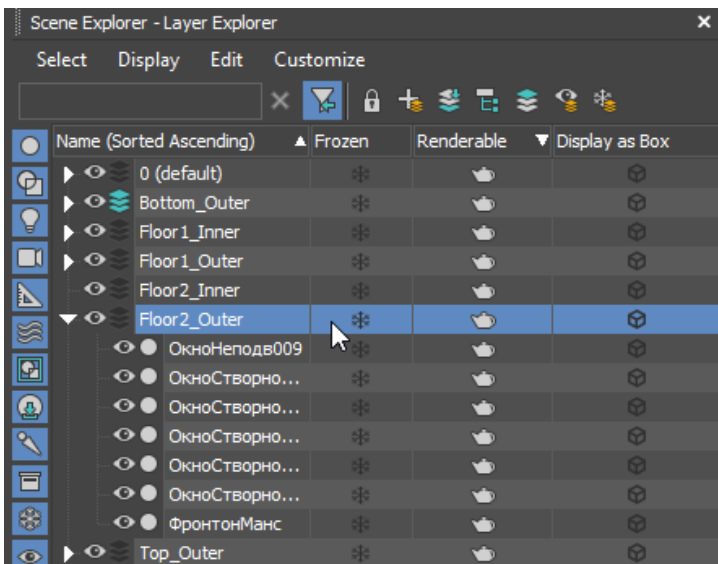 Scene Explorer - Layer Explorer
Select Display Edit Customize
Name (Sorted Ascending) Frozen Renderable Display as Box
0 (default)
Bottom_Outer
Floor1_Inner
Floor1_Outer
Floor2_Inner
Floor2_Outer
ОкноНеподв009
ОкноСтворно...
ОкноСтворно...
ОкноСтворно...
ОкноСтворно...
ОкноСтворно...
ФронтонМанс
Top_Outer